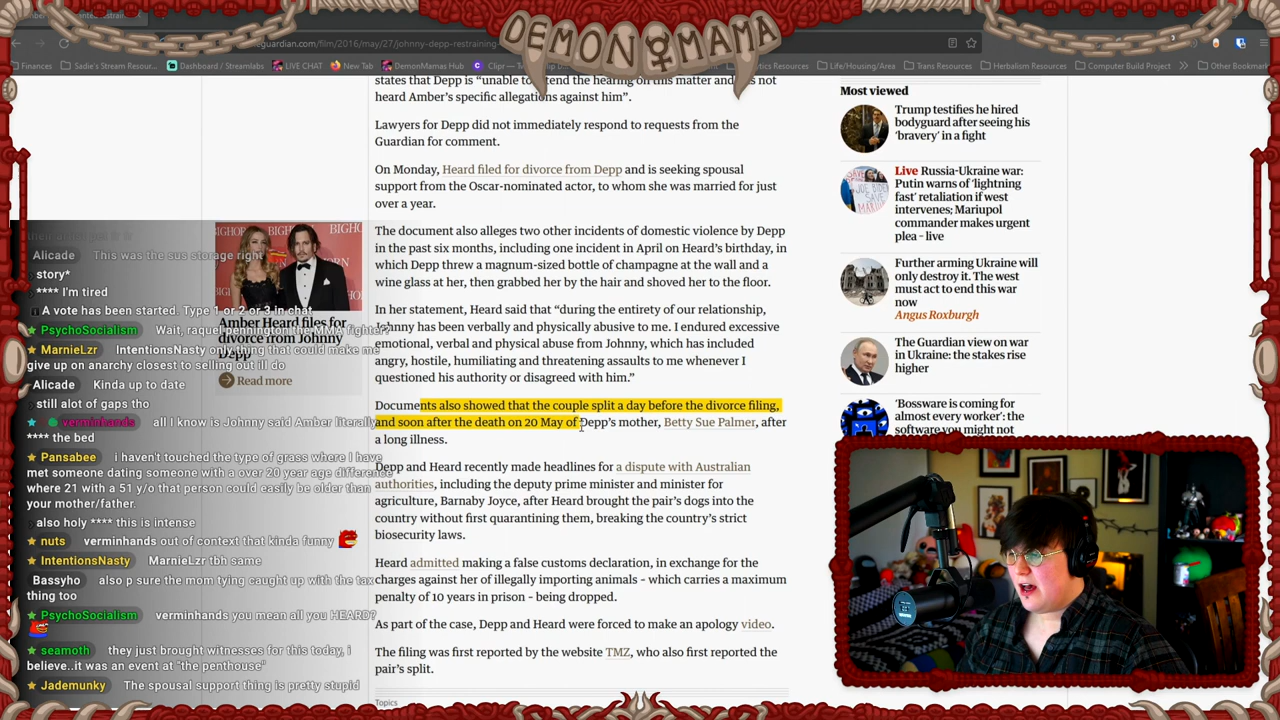 DEMON MAMA
eguardian.com/film/2016/may/27/johnny-depp-restraining-
Finances
Sadie's Stream Resour...
Dashboard / Streamlabs
LIVE CHAT
New Tab
DemonMamas Hub
Life/Housing/Area
Trans Resources
Herbalism Resources
Computer Build Project
Other Bookmar
heard Amber's specific allegations against him”.
Lawyers for Depp did not immediately respond to requests from the
Guardian for comment.
On Monday, Heard filed for divorce from Depp and is seeking spousal
support from the Oscar-nominated actor, to whom she was married for just
over a year.
The document also alleges two other incidents of domestic violence by Depp
in the past six months, including one incident in April on Heard's birthday, in
which Depp threw a magnum-sized bottle of champagne at the wall and a
wine glass at her, then grabbed her by the hair and shoved her to the floor.
In her statement, Heard said that “during the entirety of our relationship,
Johnny has been verbally and physically abusive to me. I endured excessive
emotional, verbal and physical abuse from Johnny, which has included
angry, hostile, humiliating and threatening assaults to me whenever I
questioned his authority or disagreed with him.”
Documents also showed that the couple split a day before the divorce filing,
and soon after the death on 20 May of Depp's mother, Betty Sue Palmer, after
a long illness.
Depp and Heard recently made headlines for a dispute with Australian
authorities, including the deputy prime minister and minister for
agriculture, Barnaby Joyce, after Heard brought the pair's dogs into the
country without first quarantining them, breaking the country's strict
biosecurity laws.
Heard admitted making a false customs declaration, in exchange for the
charges against her of illegally importing animals – which carries a maximum
penalty of 10 years in prison – being dropped.
As part of the case, Depp and Heard were forced to make an apology video.
The filing was first reported by the website TMZ, who also first reported the
pair's split.
Topics
Amber Heard files for
divorce from Johnny
Depp
Read more
Most viewed
Trump testifies he hired
bodyguard after seeing his
‘bravery’ in a fight
Live Russia-Ukraine war:
Putin warns of ‘lightning
fast’ retaliation if west
intervenes; Mariupol
commander makes urgent
plea – live
Further arming Ukraine will
only destroy it. The west
must act to end this war
now
Angus Roxburgh
The Guardian view on war
in Ukraine: the stakes rise
higher
‘Bossware is coming for
almost every worker’: the
software you might not
Alicade This was the sus storage right
story*
**** I'm tired
A vote has been started. Type 1 or 2 or 3 in chat
PsychoSocialism Wait, raquel pennington the MMA fighter?
MarnieLzr IntentionsNasty only thing that could make me
give up on anarchy closest to selling out ill do
Alicade Kinda up to date
still alot of gaps tho
verminhands all I know is Johnny said Amber literally
**** the bed
Pansabee i haven't touched the type of grass where I have
met someone dating someone with a over 20 year age difference
where 21 with a 51 y/o that person could easily be older than
your mother/father.
also holy **** this is intense
nuts verminhands out of context that kinda funny
IntentionsNasty MarnieLzr tbh same
Bassyho also p sure the mom tying caught up with the tax
thing too
PsychoSocialism verminhands you mean all you HEARD?
seamoth they just brought witnesses for this today, i
believe..it was an event at "the penthouse"
Jademunky The spousal support thing is pretty stupid